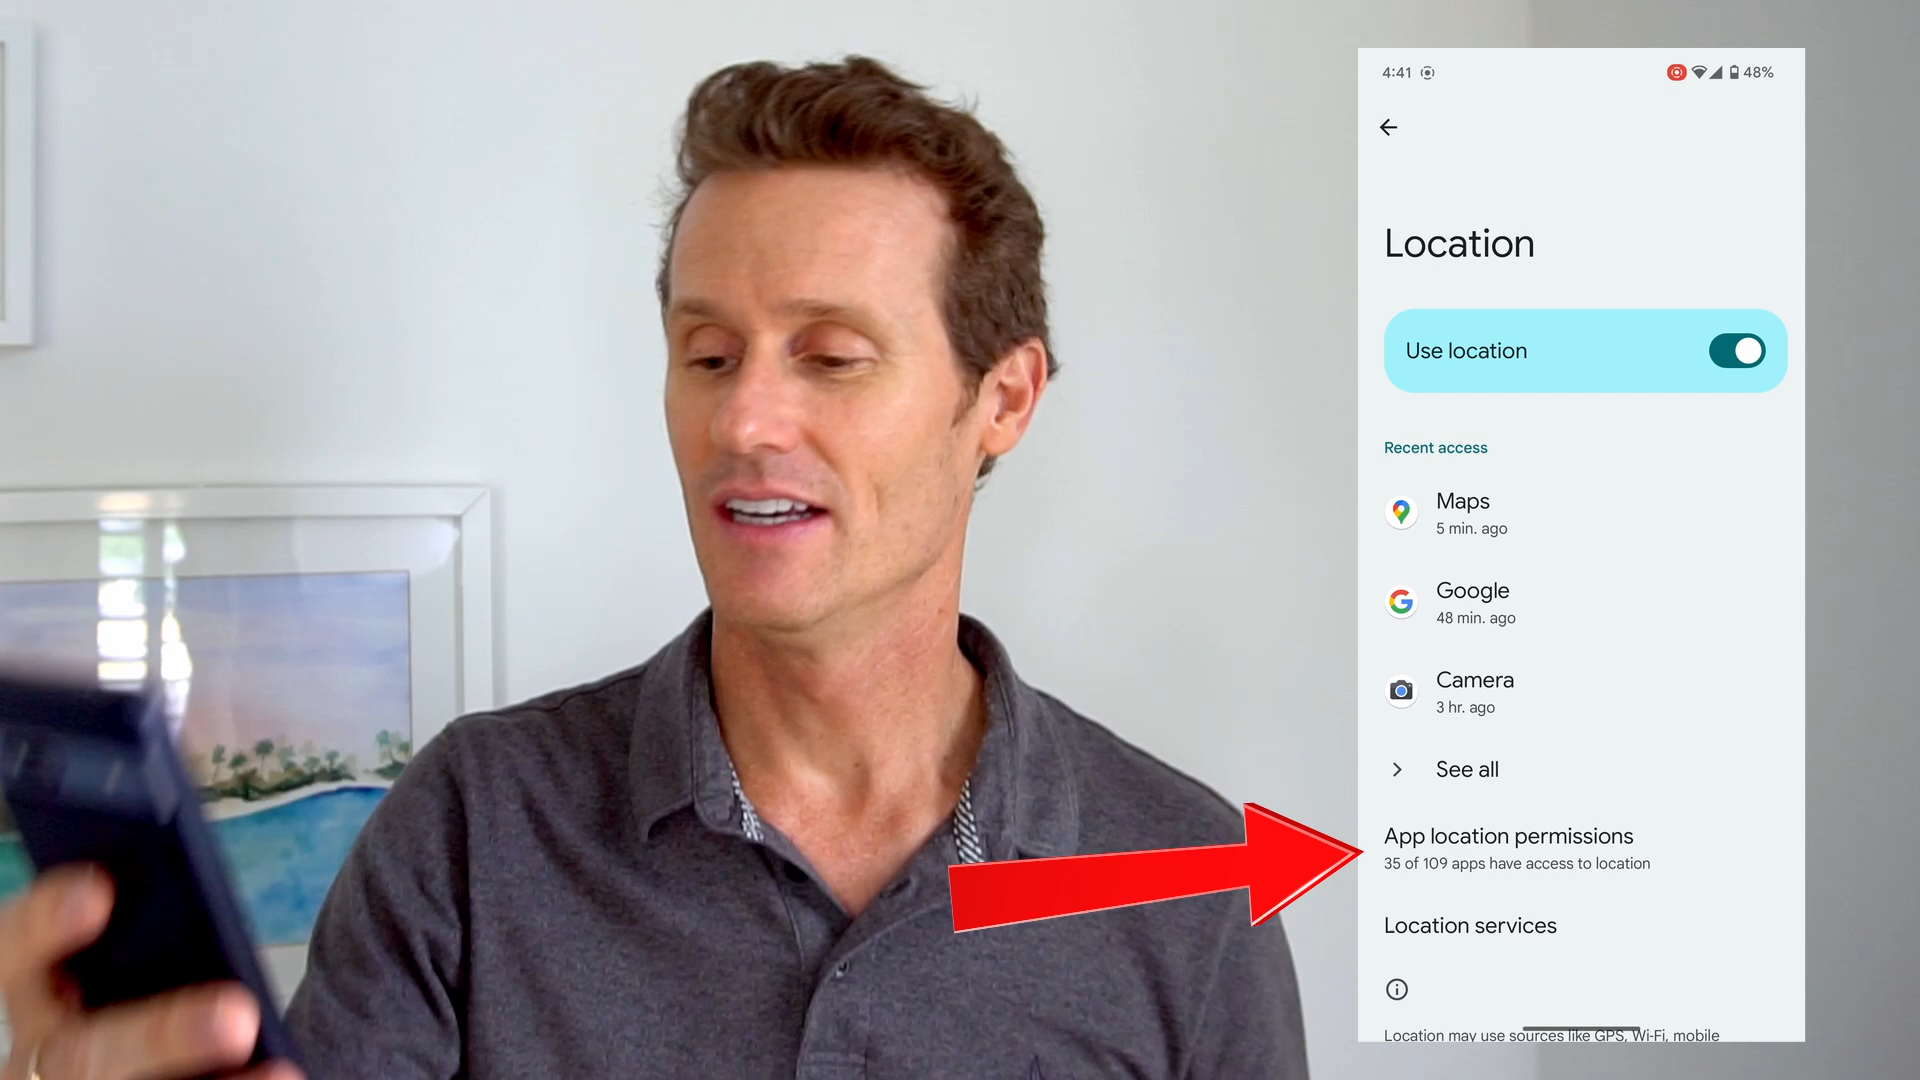 4:41 48%
Location
Use location
Recent access
Maps
5 min. ago
Google
48 min. ago
Camera
3 hr. ago
See all
App location permissions
35 of 109 apps have access to location
Location services
Location may use sources like GPS, Wi-Fi, mobile